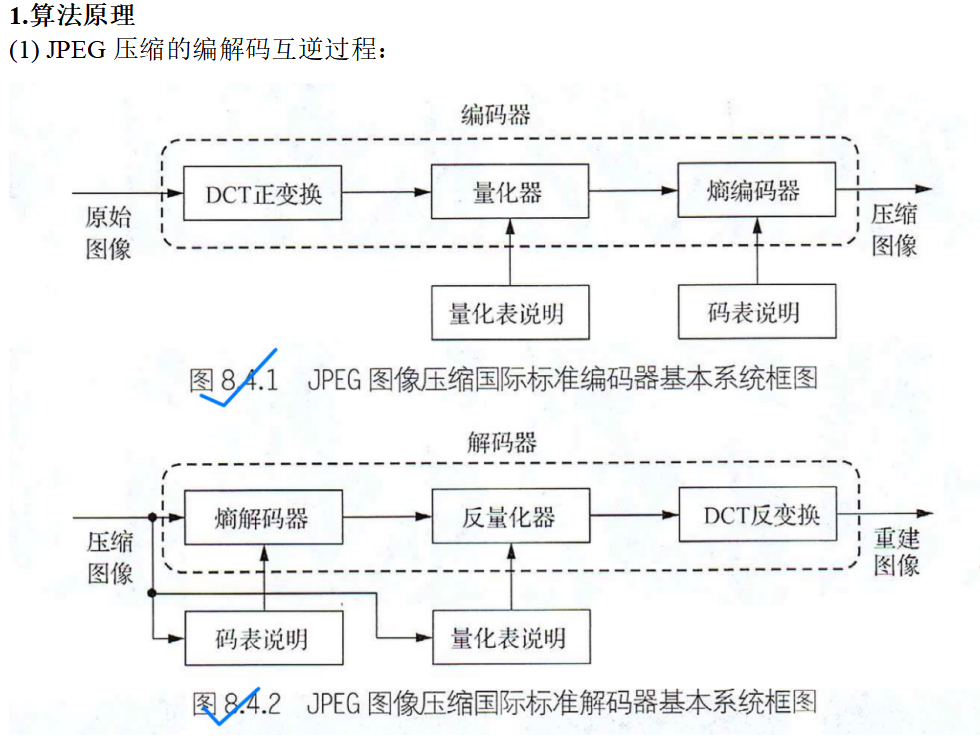 1.算法原理
(1) JPEG 压缩的编解码互逆过程：
编码器
原始图像
DCT正变换
量化器
熵编码器
压缩图像
量化表说明
码表说明
图 8.4.1 JPEG 图像压缩国际标准编码器基本系统框图
解码器
压缩图像
熵解码器
反量化器
DCT反变换
重建图像
码表说明
量化表说明
图 8.4.2 JPEG 图像压缩国际标准解码器基本系统框图